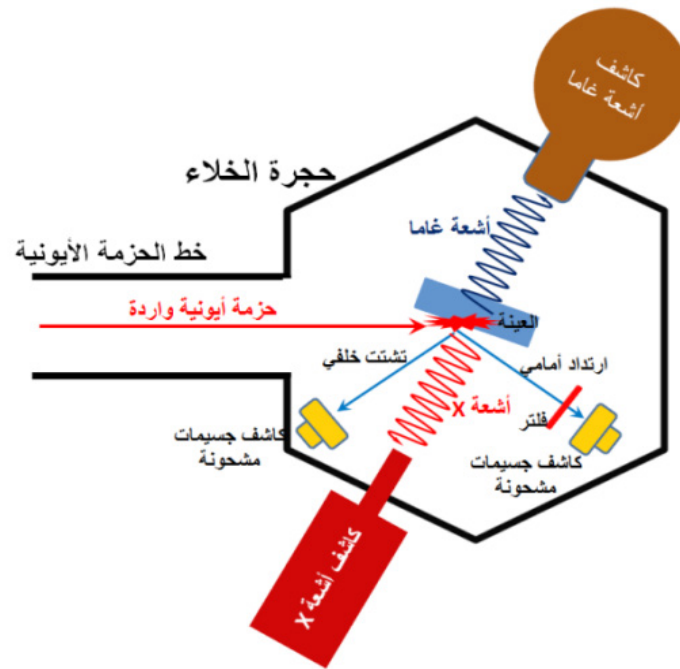 كاشف
أشعة غاما
حجرة الخلاء
أشعة غاما
خط الحزمة الأيونية
حزمة أيونية واردة
العينة
تشتت خلفي
ارتداد أمامي
أشعة X
فلتر
كاشف جسيمات
مشحونة
كاشف جسيمات
مشحونة
كاشف أشعة X